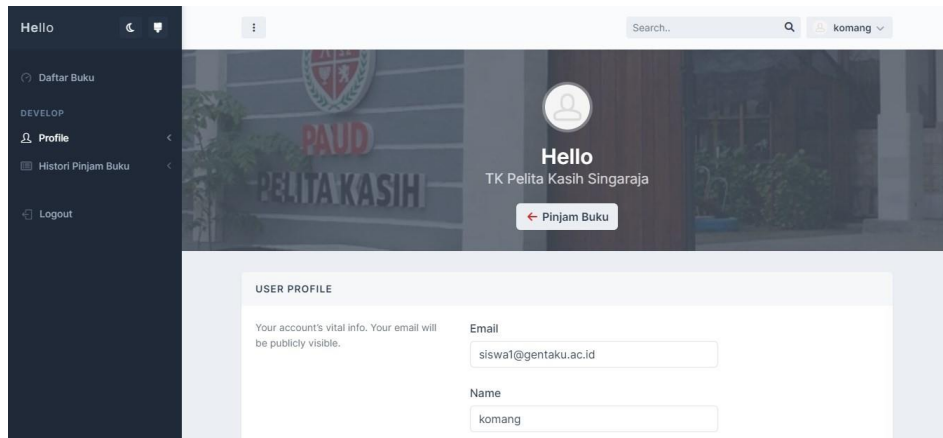 Hello
Search..
komang
Daftar Buku
DEVELOP
Profile
Histori Pinjam Buku
Logout
PAUD
PELITA KASIH
Hello
TK Pelita Kasih Singaraja
← Pinjam Buku
USER PROFILE
Your account's vital info. Your email will
be publicly visible.
Email
siswa1@gentaku.ac.id
Name
komang